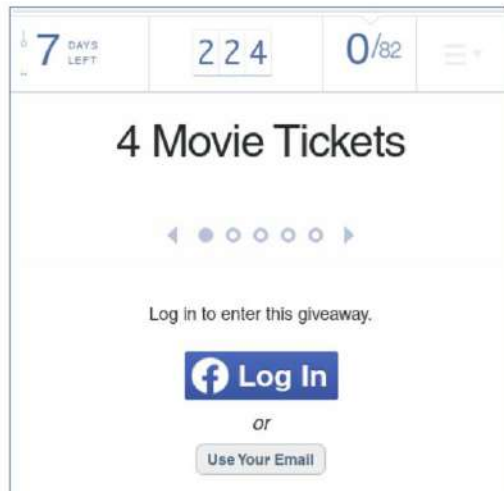 7 DAYS LEFT
224
0/82
4 Movie Tickets
Log in to enter this giveaway.
Log In
or
Use Your Email